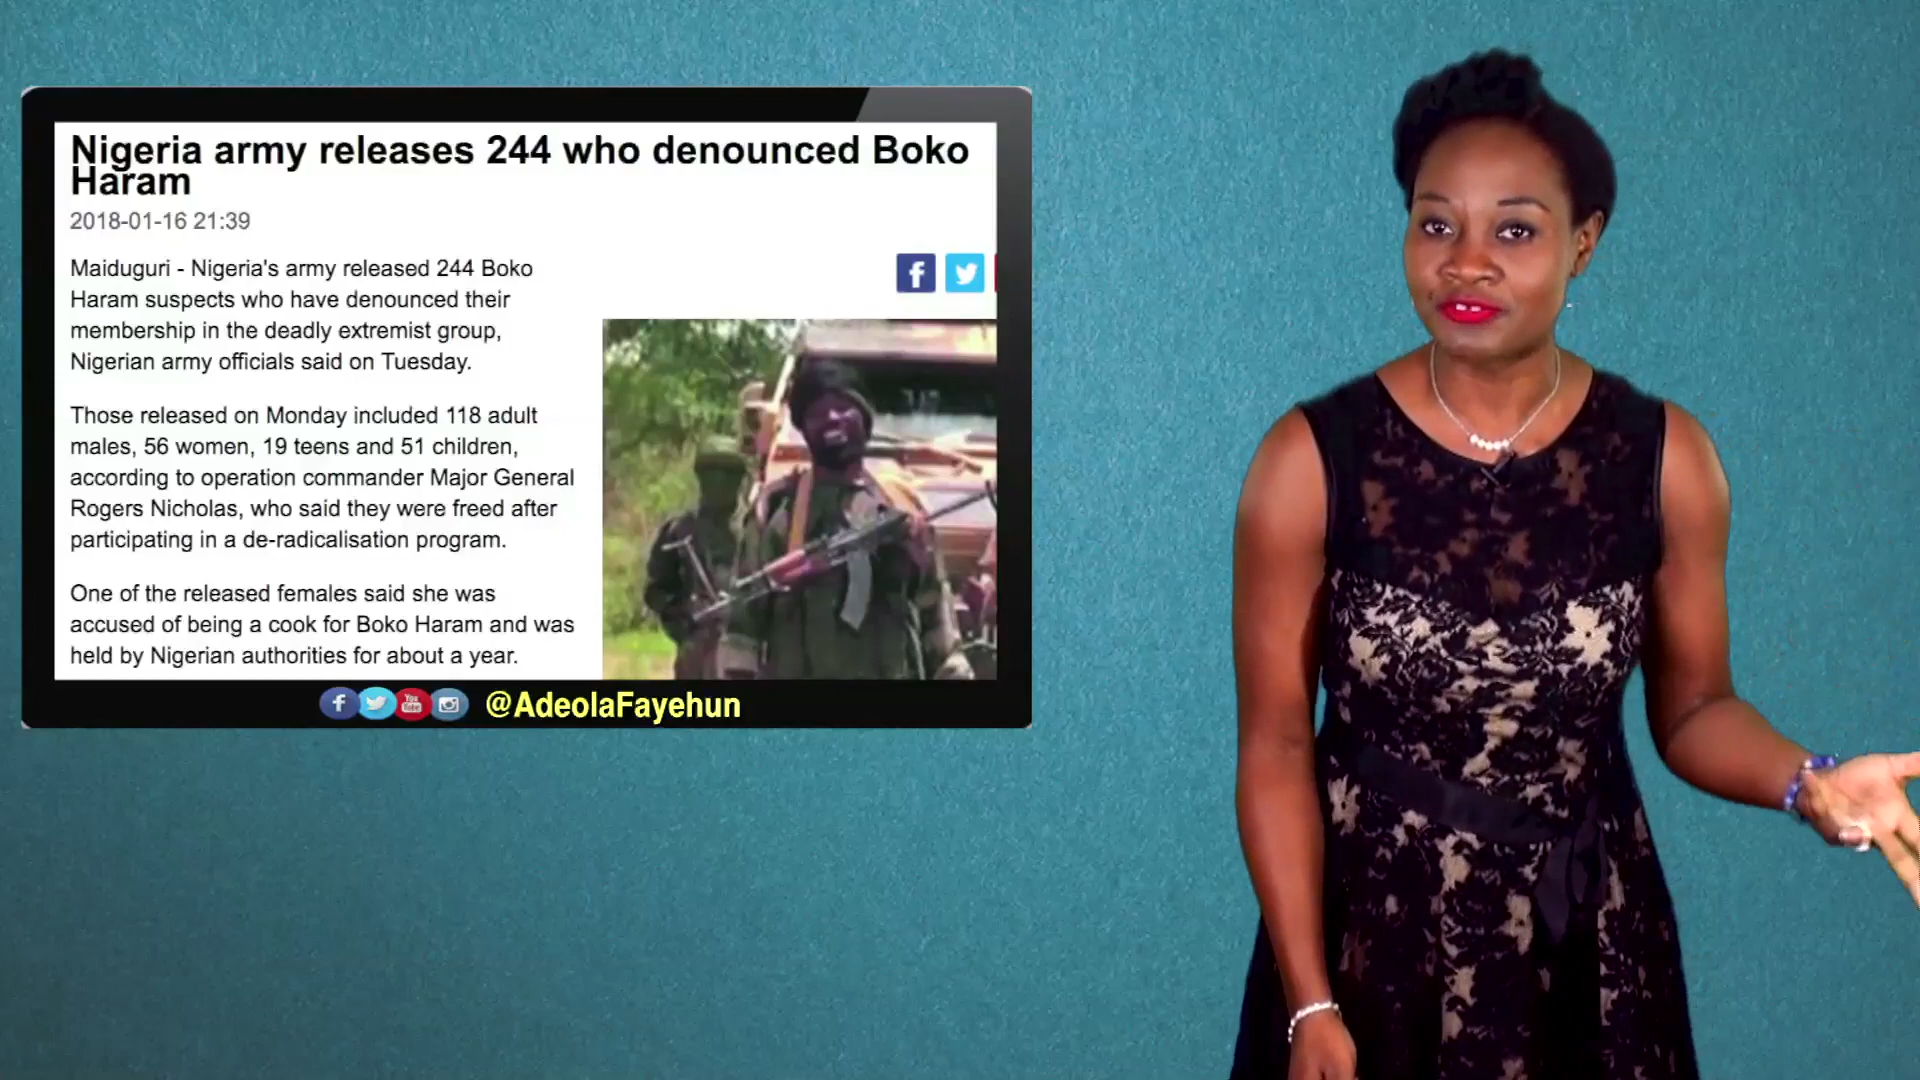 Nigeria army releases 244 who denounced Boko
Haram
2018-01-16 21:39
Maiduguri - Nigeria's army released 244 Boko
Haram suspects who have denounced their
membership in the deadly extremist group,
Nigerian army officials said on Tuesday.
Those released on Monday included 118 adult
males, 56 women, 19 teens and 51 children,
according to operation commander Major General
Rogers Nicholas, who said they were freed after
participating in a de-radicalisation program.
One of the released females said she was
accused of being a cook for Boko Haram and was
held by Nigerian authorities for about a year.
You Tube
@AdeolaFayehun